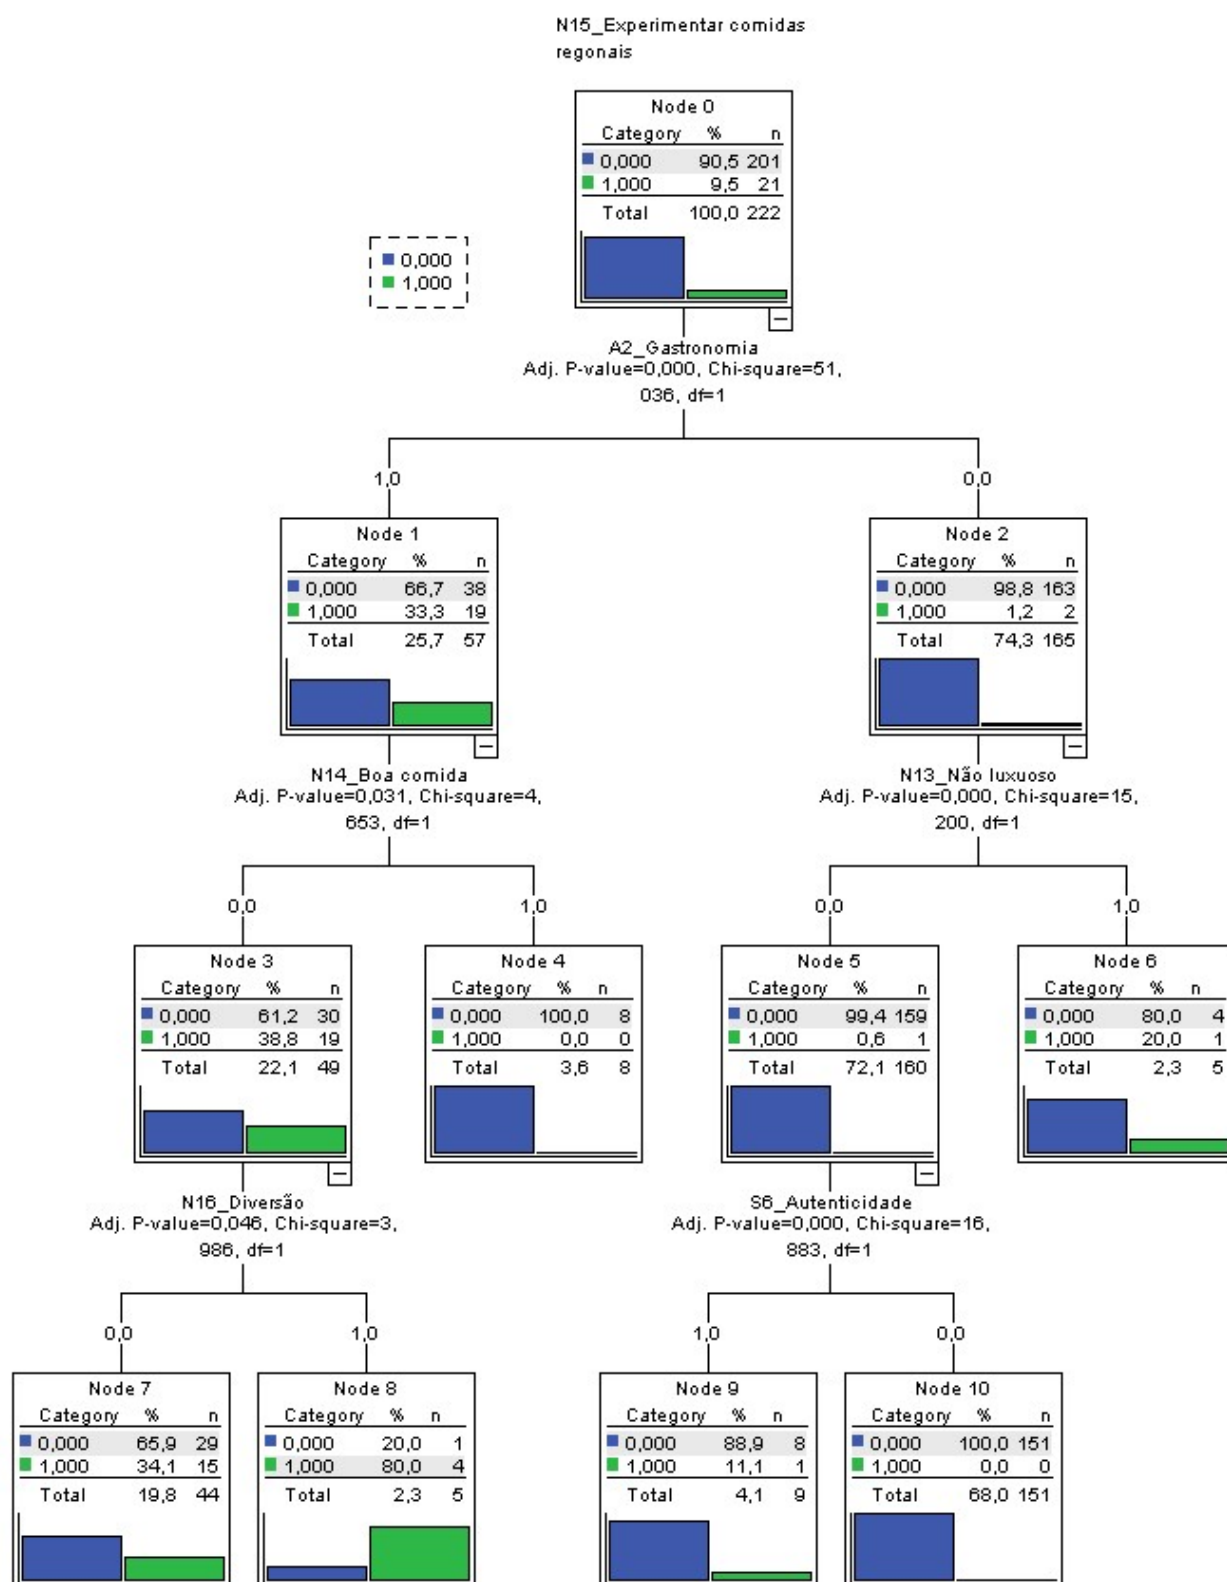 N15_Experimentar comidas
regonais
Node 0
Category % n
0,000 90,5 201
1,000 9,5 21
Total 100,0 222
0,000
1,000
A2_Gastronomia
Adj. P-value=0,000, Chi-square=51,
036, df=1
1,0
0,0
Node 1
Category % n
0,000 66,7 38
1,000 33,3 19
Total 25,7 57
Node 2
Category % n
0,000 98,8 163
1,000 1,2 2
Total 74,3 165
N14_Boa comida
Adj. P-value=0,031, Chi-square=4,
653, df=1
N13_Não luxuoso
Adj. P-value=0,000, Chi-square=15,
200, df=1
0,0
1,0
0,0
1,0
Node 3
Category % n
0,000 61,2 30
1,000 38,8 19
Total 22,1 49
Node 4
Category % n
0,000 100,0 8
1,000 0,0 0
Total 3,6 8
Node 5
Category % n
0,000 99,4 159
1,000 0,6 1
Total 72,1 160
Node 6
Category % n
0,000 80,0 4
1,000 20,0 1
Total 2,3 5
N16_Diversão
Adj. P-value=0,046, Chi-square=3,
986, df=1
S6_Autenticidade
Adj. P-value=0,000, Chi-square=16,
883, df=1
0,0
1,0
1,0
0,0
Node 7
Category % n
0,000 65,9 29
1,000 34,1 15
Total 19,8 44
Node 8
Category % n
0,000 20,0 1
1,000 80,0 4
Total 2,3 5
Node 9
Category % n
0,000 88,9 8
1,000 11,1 1
Total 4,1 9
Node 10
Category % n
0,000 100,0 151
1,000 0,0 0
Total 68,0 151